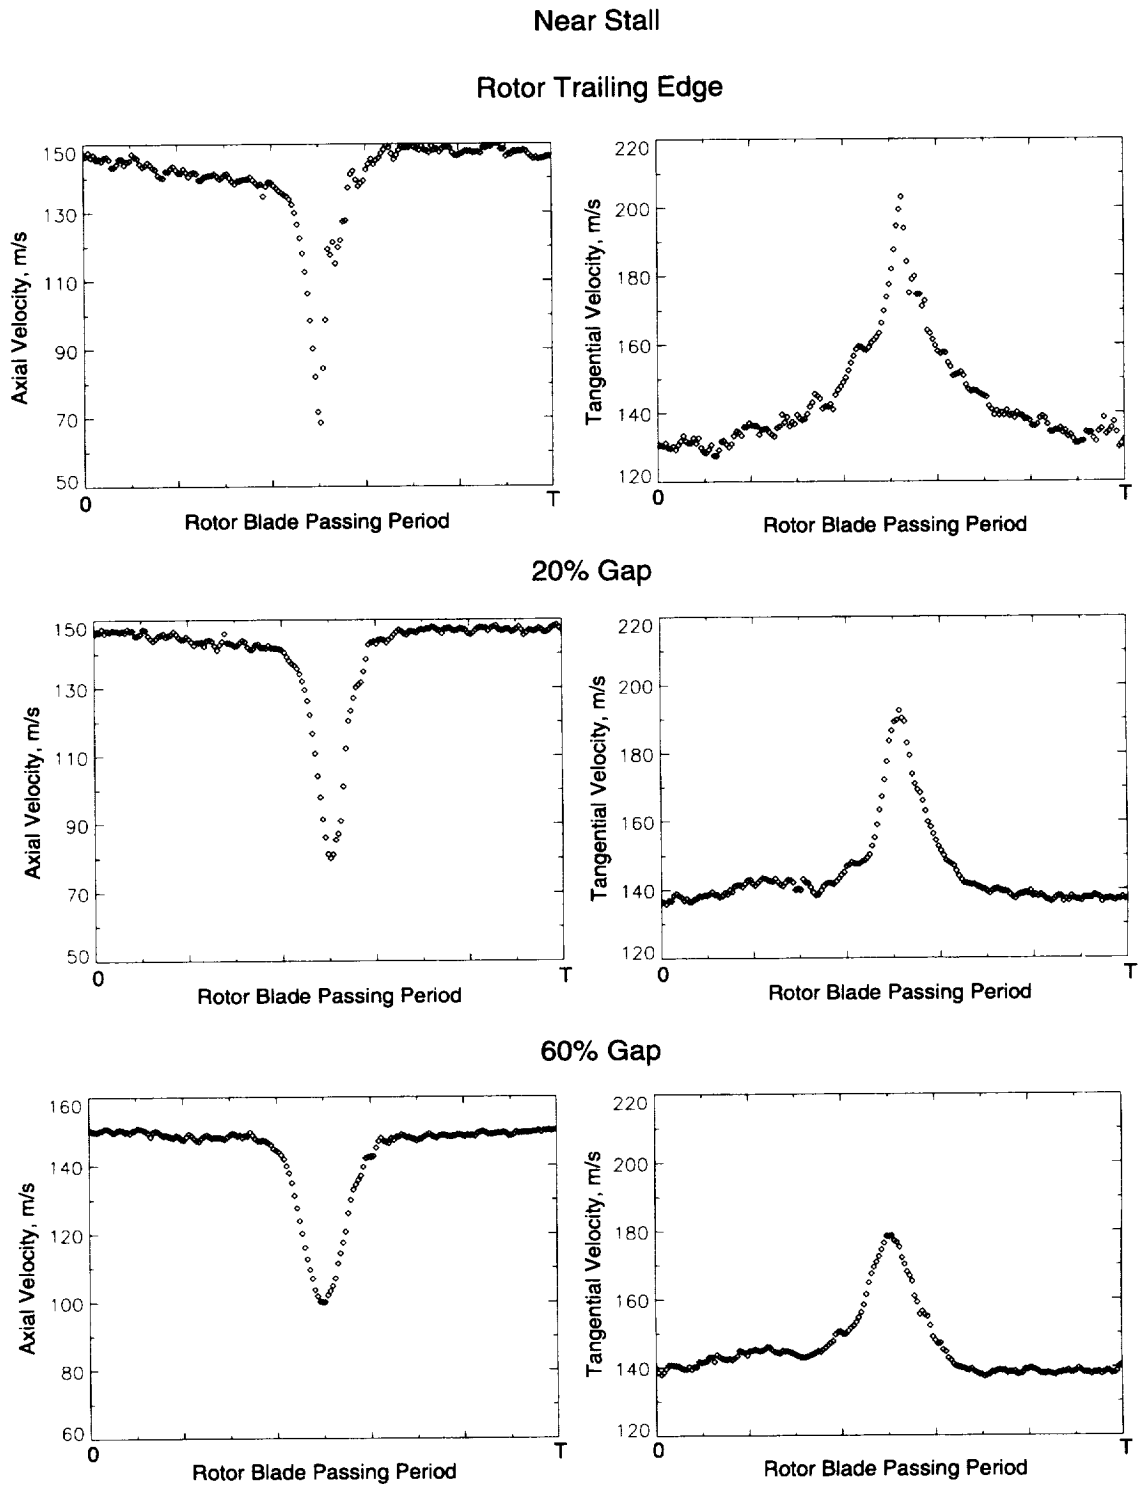 Near Stall
Rotor Trailing Edge
150
130
110
90
70
50
Axial Velocity, m/s
0
T
Rotor Blade Passing Period
220
200
180
160
140
120
Tangential Velocity, m/s
0
T
Rotor Blade Passing Period
20% Gap
150
130
110
90
70
50
Axial Velocity, m/s
0
T
Rotor Blade Passing Period
220
200
180
160
140
120
Tangential Velocity, m/s
0
T
Rotor Blade Passing Period
60% Gap
160
140
120
100
80
60
Axial Velocity, m/s
0
T
Rotor Blade Passing Period
220
200
180
160
140
120
Tangential Velocity, m/s
0
T
Rotor Blade Passing Period